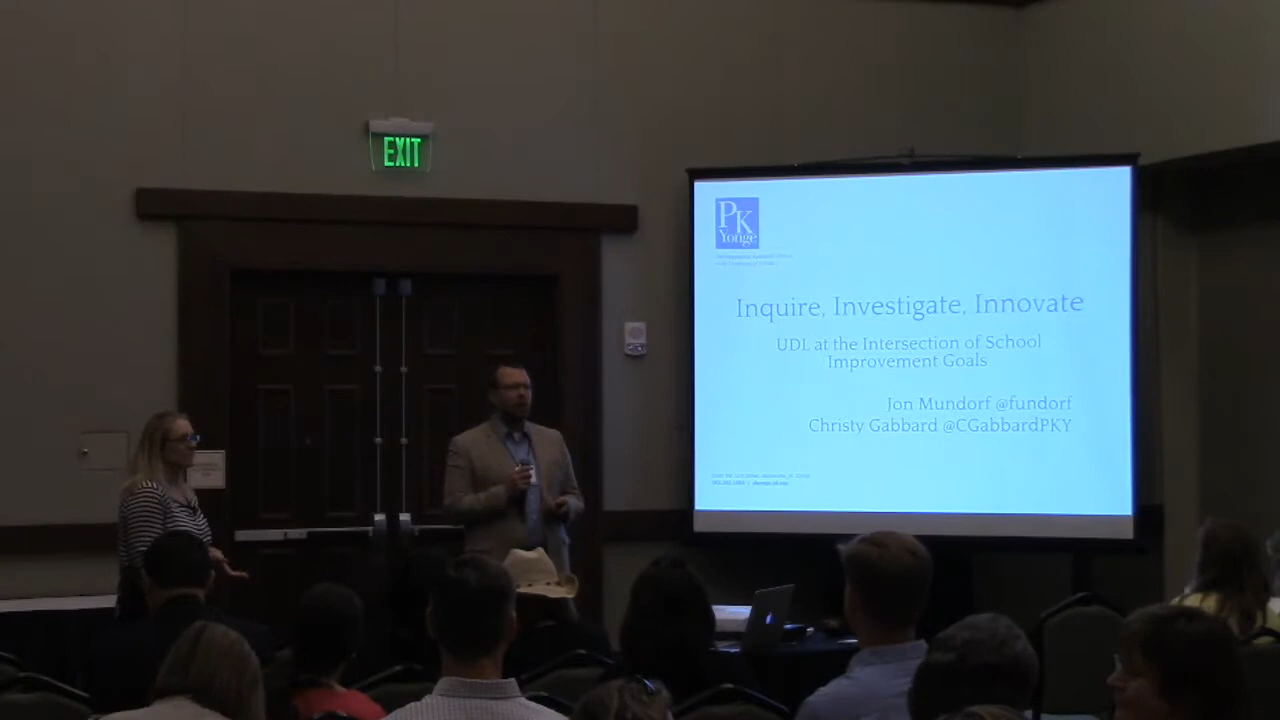 EXIT
PK
Yonge
Inquire, Investigate, Innovate
UDL at the Intersection of School
Improvement Goals
Jon Mundorf @fundorf
Christy Gabbard @CGabbardPKY